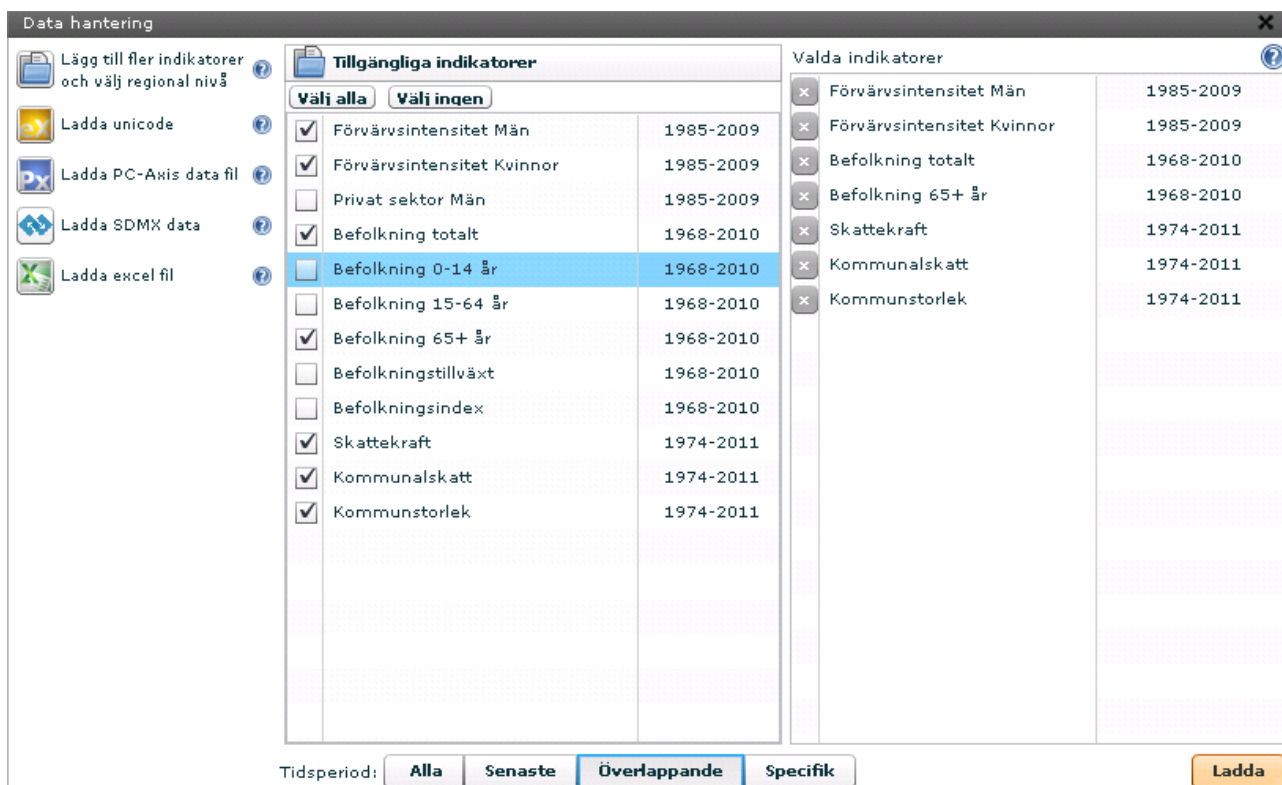 Data hantering
Lägg till fler indikatorer
och välj regional nivå
Ladda unicode
Ladda PC-Axis data fil
Ladda SDMX data
Ladda excel fil
eX
Px
Tillgängliga indikatorer
Välj alla Välj ingen
Förvärvsintensitet Män 1985-2009
Förvärvsintensitet Kvinnor 1985-2009
Privat sektor Män 1985-2009
Befolkning totalt 1968-2010
Befolkning 0-14 år 1968-2010
Befolkning 15-64 år 1968-2010
Befolkning 65+ år 1968-2010
Befolkningstillväxt 1968-2010
Befolkningsindex 1968-2010
Skattekraft 1974-2011
Kommunalskatt 1974-2011
Kommunstorlek 1974-2011
Valda indikatorer
Förvärvsintensitet Män 1985-2009
Förvärvsintensitet Kvinnor 1985-2009
Befolkning totalt 1968-2010
Befolkning 65+ år 1968-2010
Skattekraft 1974-2011
Kommunalskatt 1974-2011
Kommunstorlek 1974-2011
Tidsperiod: Alla Senaste Överlappande Specifik Ladda